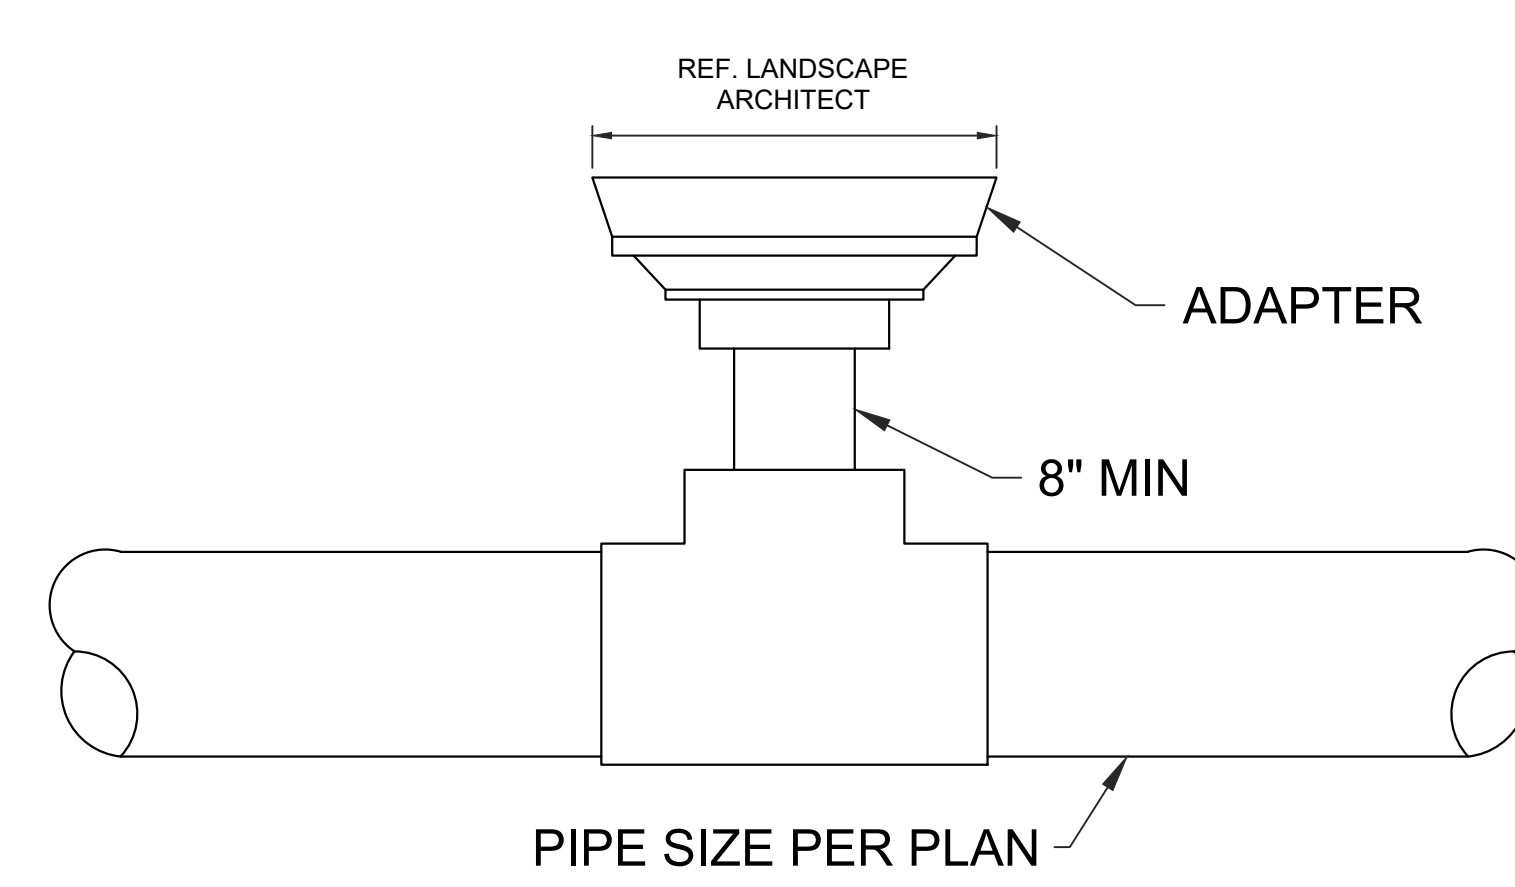 REF. LANDSCAPE
ARCHITECT
ADAPTER
8" MIN
PIPE SIZE PER PLAN